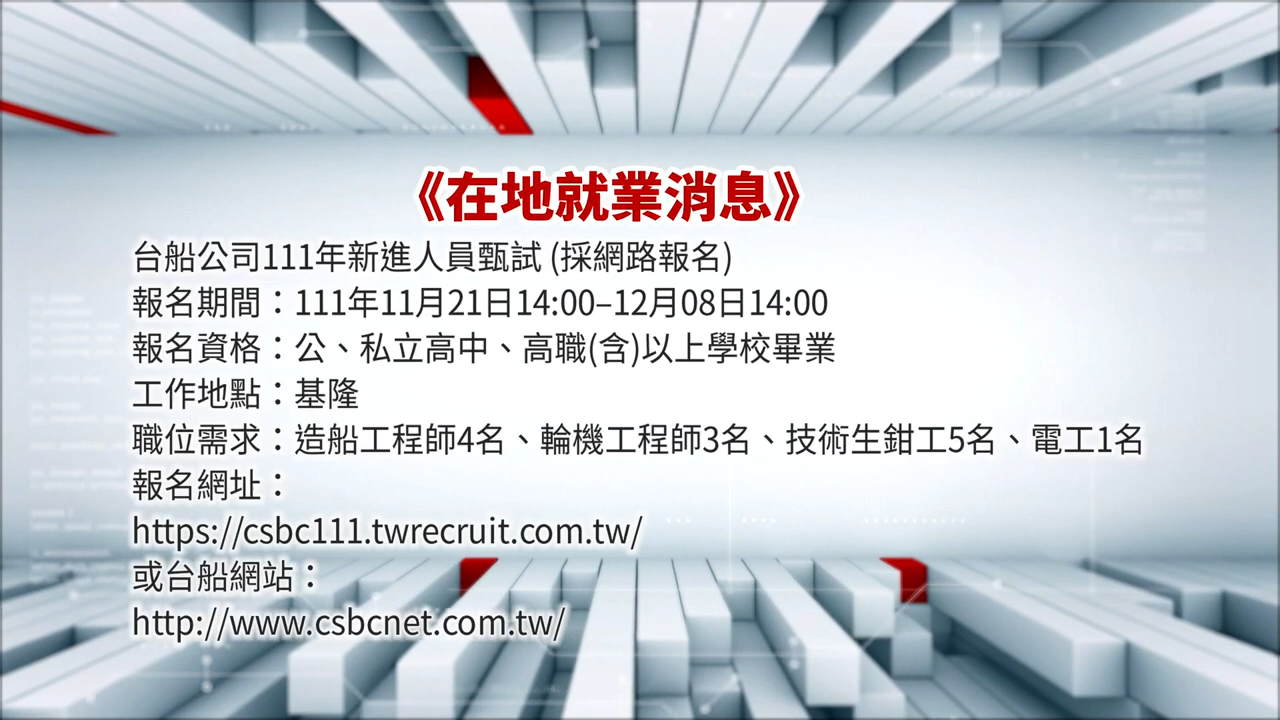 《在地就業消息》
台船公司111年新進人員甄試 (採網路報名)
報名期間：111年11月21日14:00–12月08日14:00
報名資格：公、私立高中、高職(含)以上學校畢業
工作地點：基隆
職位需求：造船工程師4名、輪機工程師3名、技術生鉗工5名、電工1名
報名網址：
https://csbc111.twrecruit.com.tw/
或台船網站：
http://www.csbcnet.com.tw/